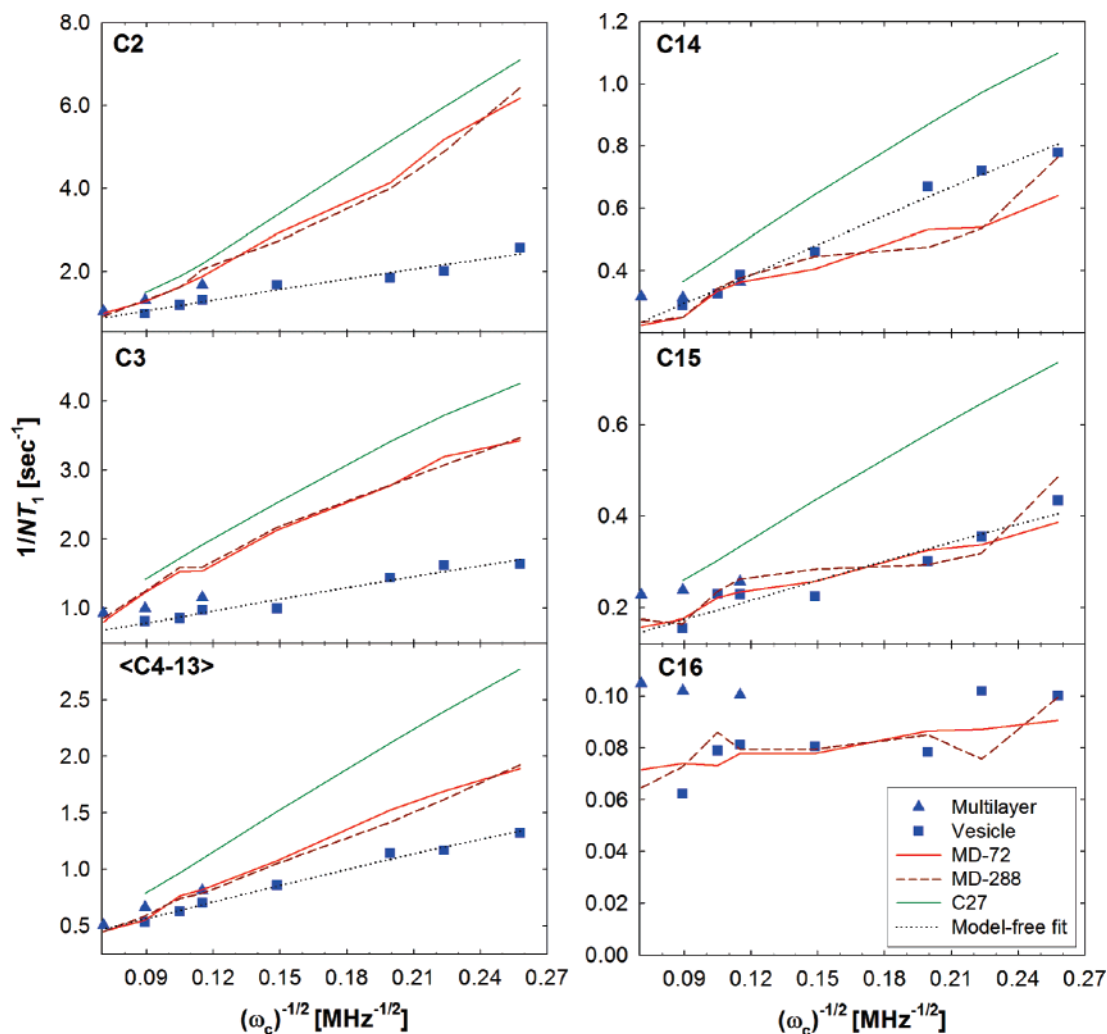 C2
8.0
6.0
4.0
2.0
C3
4.0
3.0
2.0
1.0
<C4-13>
2.5
2.0
1.5
1.0
0.5
0.09 0.12 0.15 0.18 0.21 0.24 0.27
(ωc)-1/2 [MHz-1/2]
1/NT1 [sec-1]
C14
1.2
1.0
0.8
0.6
0.4
C15
0.6
0.4
0.2
C16
0.10
0.08
0.06
0.04
0.02
0.00
Multilayer
Vesicle
MD-72
MD-288
C27
Model-free fit
0.09 0.12 0.15 0.18 0.21 0.24 0.27
(ωc)-1/2 [MHz-1/2]